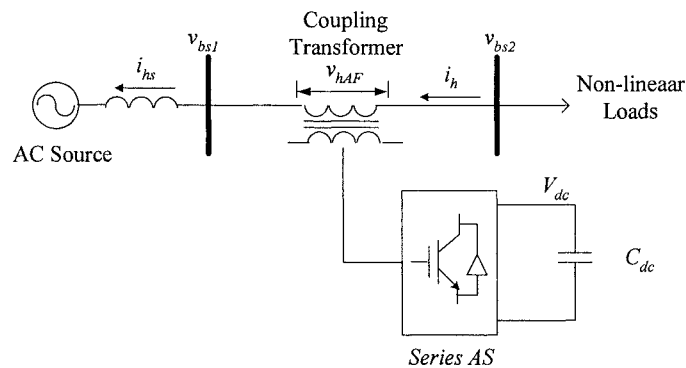 Coupling
Transformer
v_bs1
v_bs2
v_hAF
i_hs
i_h
Non-lineaar
Loads
AC Source
V_dc
C_dc
Series AS